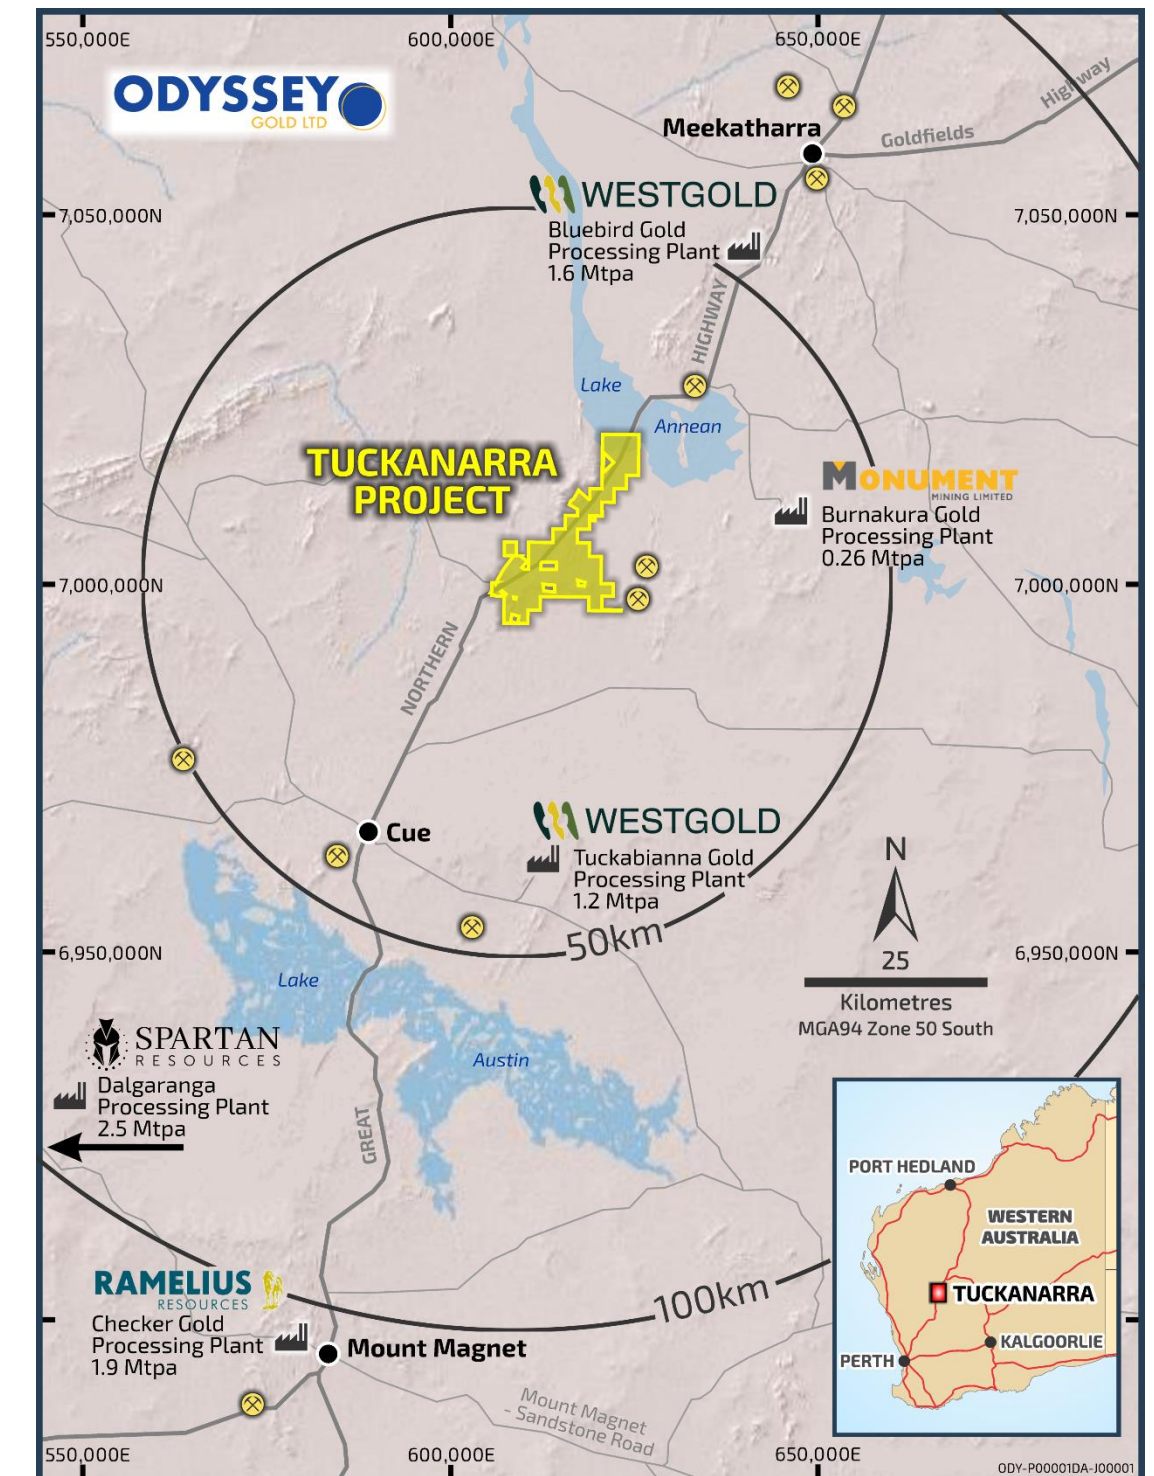 550,000E
600,000E
650,000E
ODYSSEY
GOLD LTD
Highway
Meekatharra
Goldfields
WESTGOLD
7,050,000N
7,050,000N
Bluebird Gold
Processing Plant
1.6 Mtpa
HIGHWAY
Lake
Annean
TUCKANARRA
PROJECT
MONUMENT
MINING LIMITED
Burnakura Gold
Processing Plant
0.26 Mtpa
7,000,000N
7,000,000N
NORTHERN
Cue
WESTGOLD
Tuckabianna Gold
Processing Plant
1.2 Mtpa
N
50km
6,950,000N
6,950,000N
25
Kilometres
MGA94 Zone 50 South
Lake
Austin
SPARTAN
RESOURCES
Dalgaranga
Processing Plant
2.5 Mtpa
GREAT
PORT HEDLAND
WESTERN
AUSTRALIA
TUCKANARRA
KALGOORLIE
PERTH
RAMELIUS
RESOURCES
100km
Checker Gold
Processing Plant
1.9 Mtpa
Mount Magnet
Mount Magnet
- Sandstone Road
550,000E
600,000E
650,000E
ODY-P00001DA-J00001